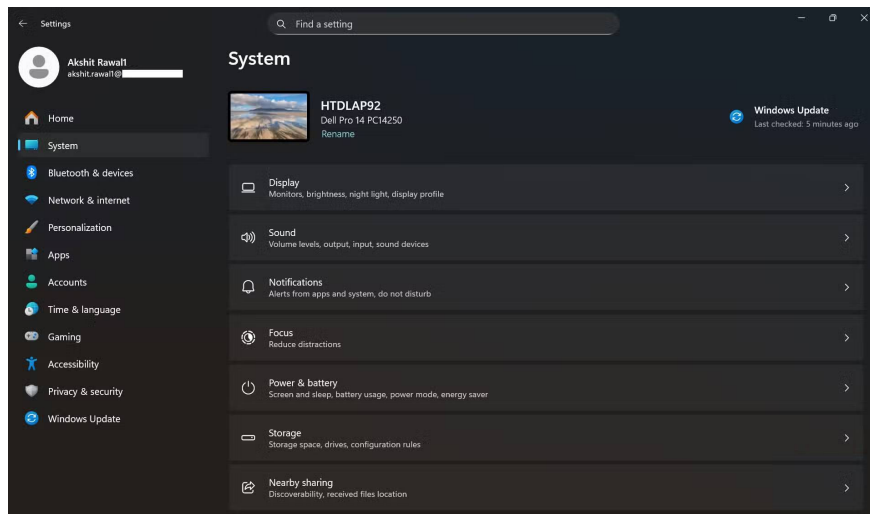 Settings
Find a setting
Akshit Rawal1
akshit.rawal1@
Home
System
Bluetooth & devices
Network & internet
Personalization
Apps
Accounts
Time & language
Gaming
Accessibility
Privacy & security
Windows Update
System
HTDLAP92
Dell Pro 14 PC14250
Rename
Windows Update
Last checked: 5 minutes ago
Display
Monitors, brightness, night light, display profile
Sound
Volume levels, output, input, sound devices
Notifications
Alerts from apps and system, do not disturb
Focus
Reduce distractions
Power & battery
Screen and sleep, battery usage, power mode, energy saver
Storage
Storage space, drives, configuration rules
Nearby sharing
Discoverability, received files location